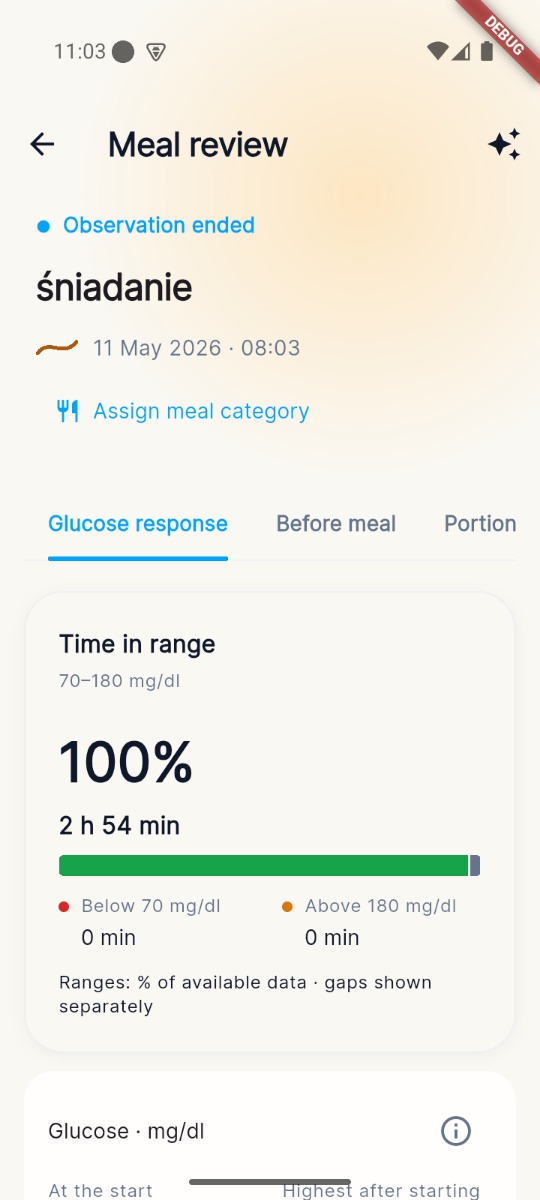 11:03
DEBUG
Meal review
Observation ended
śniadanie
11 May 2026 · 08:03
Assign meal category
Glucose response Before meal Portion
Time in range
70–180 mg/dl
100%
2 h 54 min
Below 70 mg/dl Above 180 mg/dl
0 min 0 min
Ranges: % of available data · gaps shown
separately
Glucose · mg/dl
At the start Highest after starting